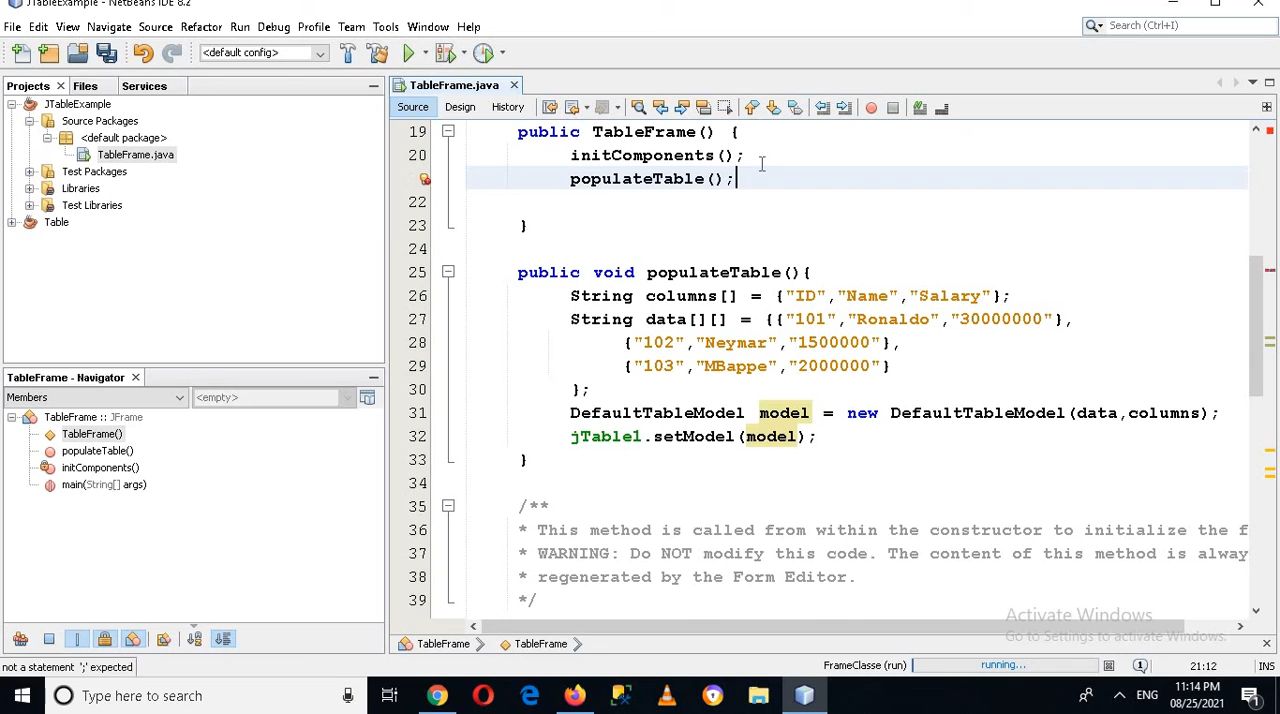 JTableExample - NetBeans IDE 8.2
File Edit View Navigate Source Refactor Run Debug Profile Team Tools Window Help
Search (Ctrl+I)
<default config>
Projects Files Services
TableFrame.java
JTableExample
Source Packages
<default package>
TableFrame.java
Test Packages
Libraries
Test Libraries
Table
Source Design History
19 public TableFrame() {
20 initComponents();
populateTable();
22
23 }
24
25 public void populateTable(){
26 String columns[] = {"ID","Name","Salary"};
27 String data[][] = {{"101","Ronaldo","30000000"},
28 {"102","Neymar","1500000"},
29 {"103","MBappe","2000000"}
30 };
31 DefaultTableModel model = new DefaultTableModel(data,columns);
32 jTable1.setModel(model);
33 }
34
35 /**
36 * This method is called from within the constructor to initialize the f
37 * WARNING: Do NOT modify this code. The content of this method is alway
38 * regenerated by the Form Editor.
39 */
TableFrame - Navigator
Members
<empty>
TableFrame :: JFrame
TableFrame()
populateTable()
initComponents()
main(String[] args)
Activate Windows
Go to Settings to activate Windows.
TableFrame TableFrame
not a statement ';' expected
FrameClasse (run) running... 1 21:12 INS
Type here to search
ENG
11:14 PM
08/25/2021
1